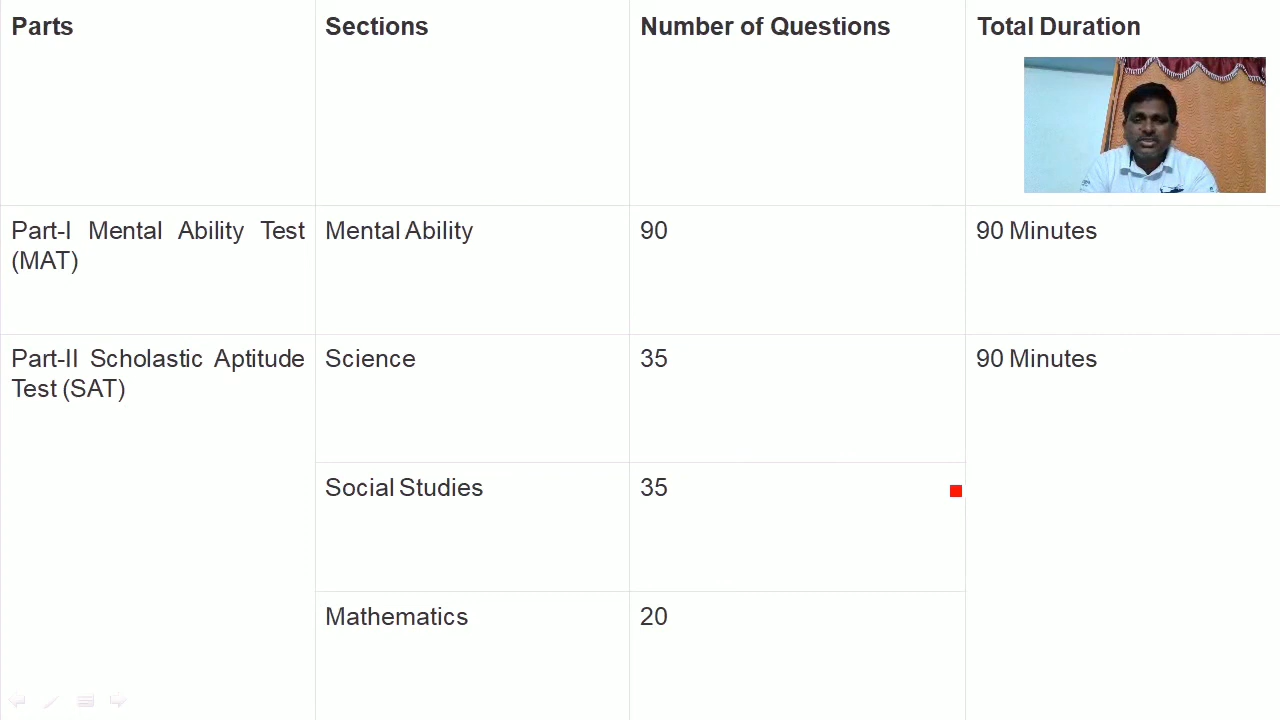 Parts Sections Number of Questions Total Duration
Part-I Mental Ability Test Mental Ability 90 90 Minutes
(MAT)
Part-II Scholastic Aptitude Science 35 90 Minutes
Test (SAT)
Social Studies 35
Mathematics 20